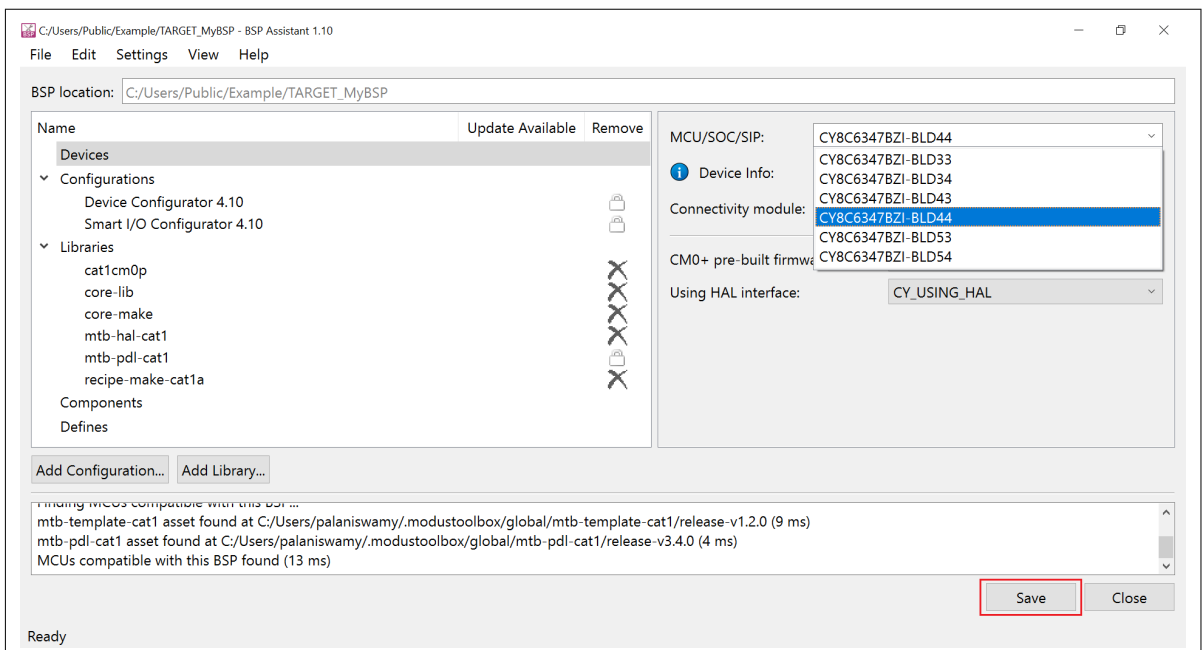 C:/Users/Public/Example/TARGET_MyBSP - BSP Assistant 1.10
File Edit Settings View Help
BSP location: C:/Users/Public/Example/TARGET_MyBSP
Name Update Available Remove
Devices
Configurations
Device Configurator 4.10
Smart I/O Configurator 4.10
Libraries
cat1cm0p
core-lib
core-make
mtb-hal-cat1
mtb-pdl-cat1
recipe-make-cat1a
Components
Defines
MCU/SOC/SIP: CY8C6347BZI-BLD44
CY8C6347BZI-BLD33
Device Info: CY8C6347BZI-BLD34
CY8C6347BZI-BLD43
Connectivity module: CY8C6347BZI-BLD44
CY8C6347BZI-BLD53
CM0+ pre-built firmwa CY8C6347BZI-BLD54
Using HAL interface: CY_USING_HAL
Add Configuration... Add Library...
Finding MCUs compatible with this BSP...
mtb-template-cat1 asset found at C:/Users/palaniswamy/.modustoolbox/global/mtb-template-cat1/release-v1.2.0 (9 ms)
mtb-pdl-cat1 asset found at C:/Users/palaniswamy/.modustoolbox/global/mtb-pdl-cat1/release-v3.4.0 (4 ms)
MCUs compatible with this BSP found (13 ms)
Save Close
Ready